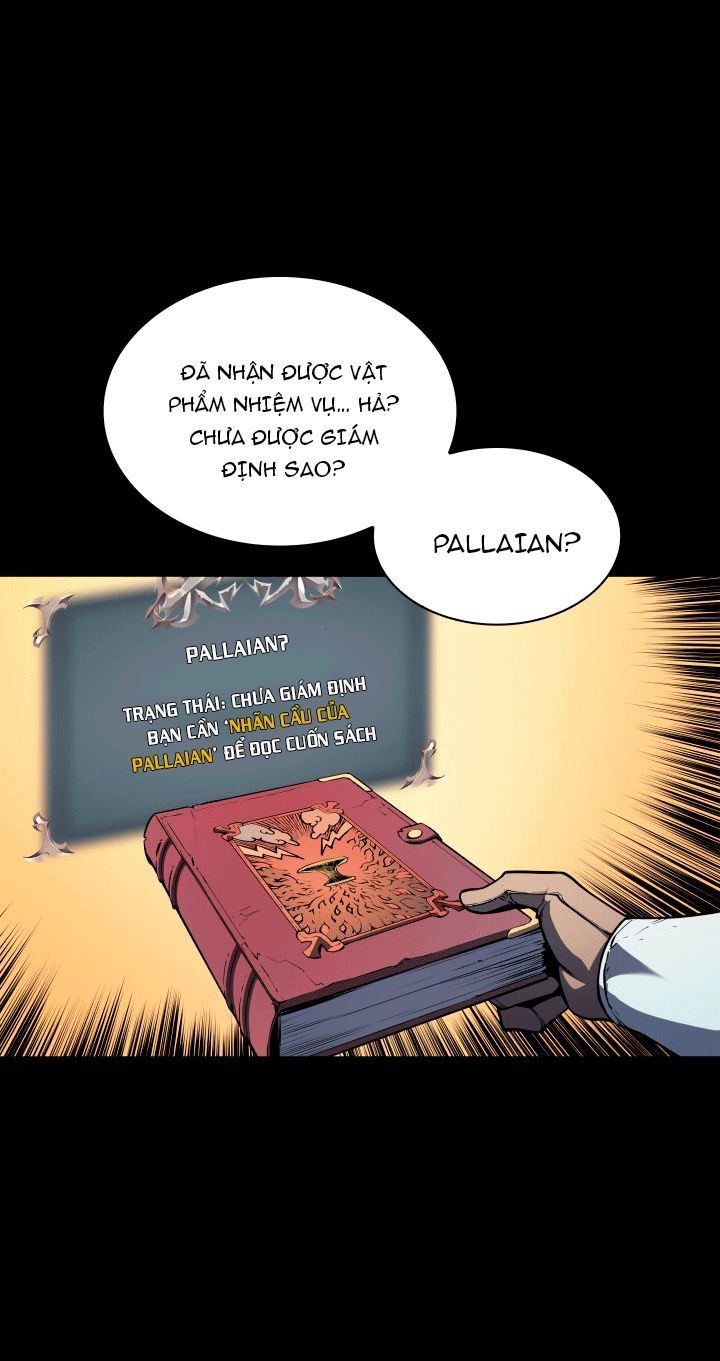 ĐÃ NHẬN ĐƯỢC VẬT
PHẨM NHIỆM VỤ... HẢ?
CHƯA ĐƯỢC GIÁM
ĐỊNH SAO?
PALLAIAN?
PALLAIAN?
TRẠNG THÁI: CHƯA GIÁM ĐỊNH
BẠN CẦN 'NHÃN CẦU CỦA
PALLAIAN' ĐỂ ĐỌC CUỐN SÁCH